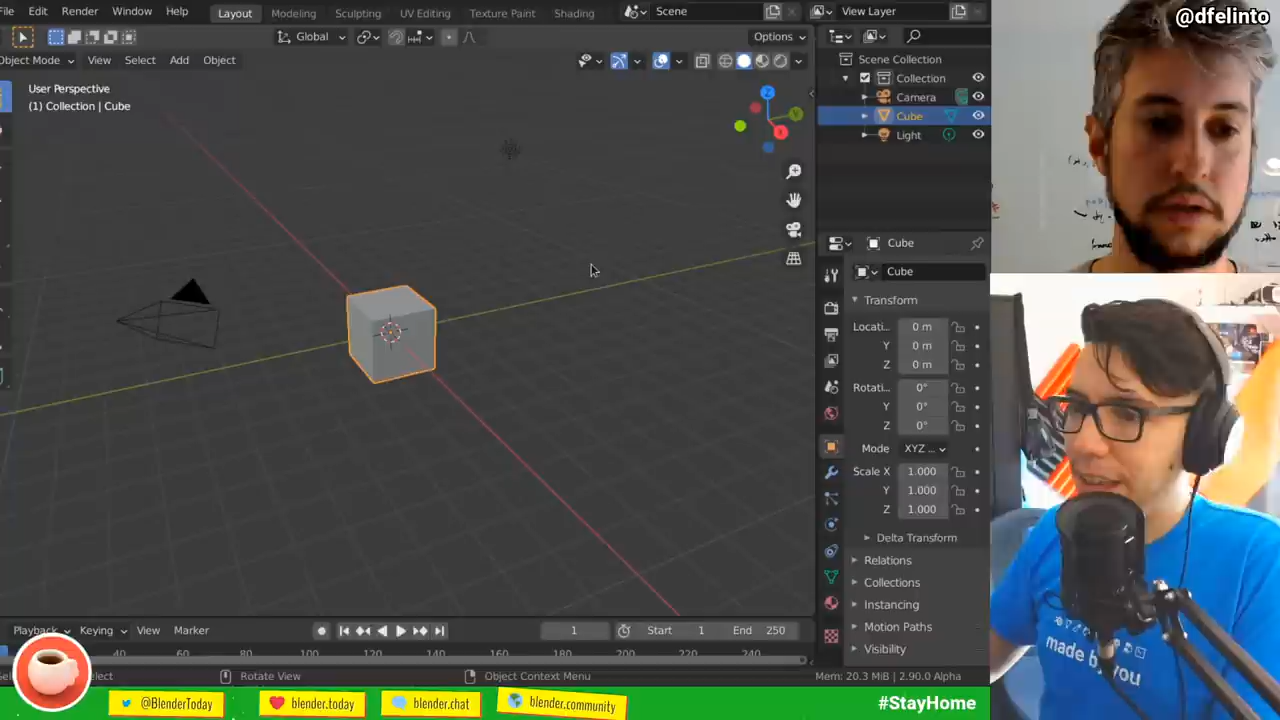 File Edit Render Window Help
Layout Modeling Sculpting UV Editing Texture Paint Shading
Scene View Layer
Global Options
Object Mode View Select Add Object
User Perspective
(1) Collection | Cube
Z
Y
X
Scene Collection
Collection
Camera
Cube
Light
Cube
Cube
Transform
Locati... 0 m
Y 0 m
Z 0 m
Rotati... 0°
Y 0°
Z 0°
Mode XYZ ...
Scale X 1.000
Y 1.000
Z 1.000
Delta Transform
Relations
Collections
Instancing
Motion Paths
Visibility
Playback Keying View Marker
1 Start 1 End 250
40 60 80 100 120 140 160 180 200 220 240
Select Rotate View Object Context Menu Mem: 20.3 MiB | 2.90.0 Alpha
@BlenderToday blender.today blender.chat blender.community #StayHome
@dfelinto
made by you